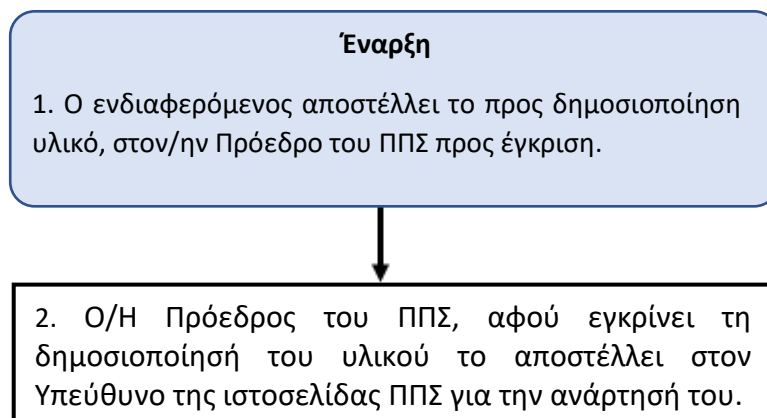 Έναρξη
1. Ο ενδιαφερόμενος αποστέλλει το προς δημοσιοποίηση
υλικό, στον/ην Πρόεδρο του ΠΠΣ προς έγκριση.
2. Ο/Η Πρόεδρος του ΠΠΣ, αφού εγκρίνει τη
δημοσιοποίησή του υλικού το αποστέλλει στον
Υπεύθυνο της ιστοσελίδας ΠΠΣ για την ανάρτησή του.